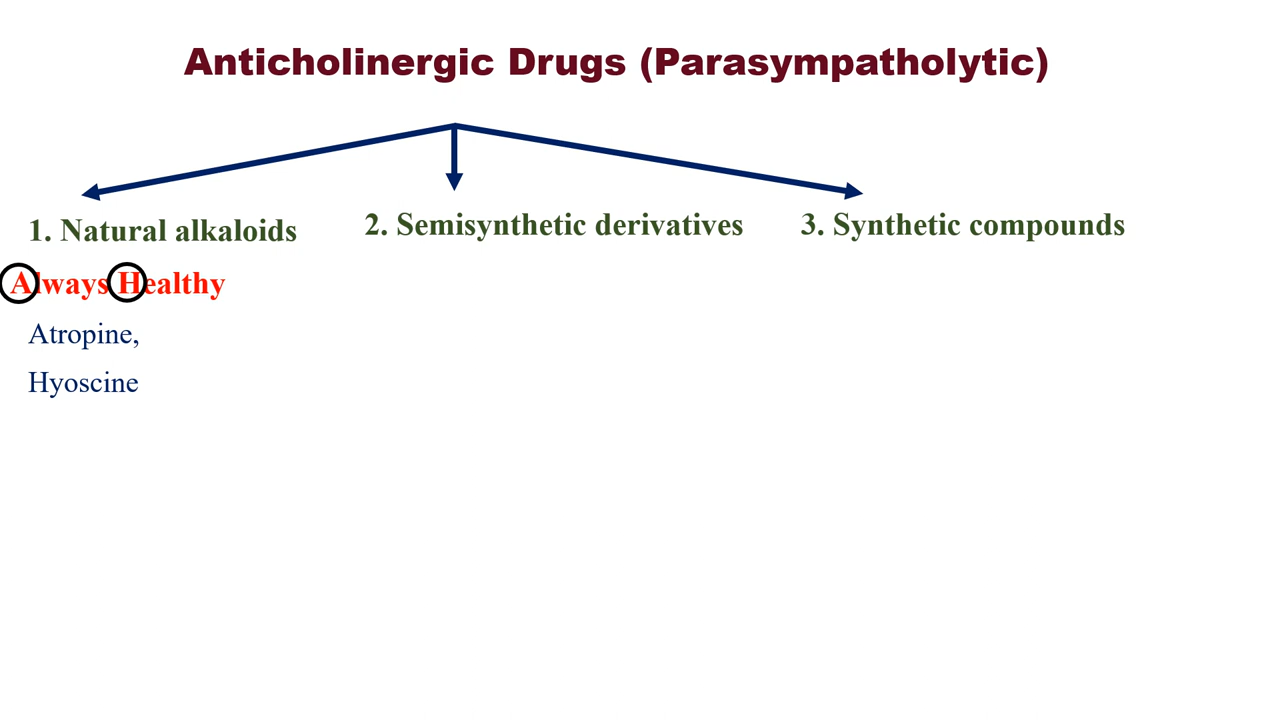 Anticholinergic Drugs (Parasympatholytic)
1. Natural alkaloids
2. Semisynthetic derivatives
3. Synthetic compounds
Always Healthy
Atropine,
Hyoscine